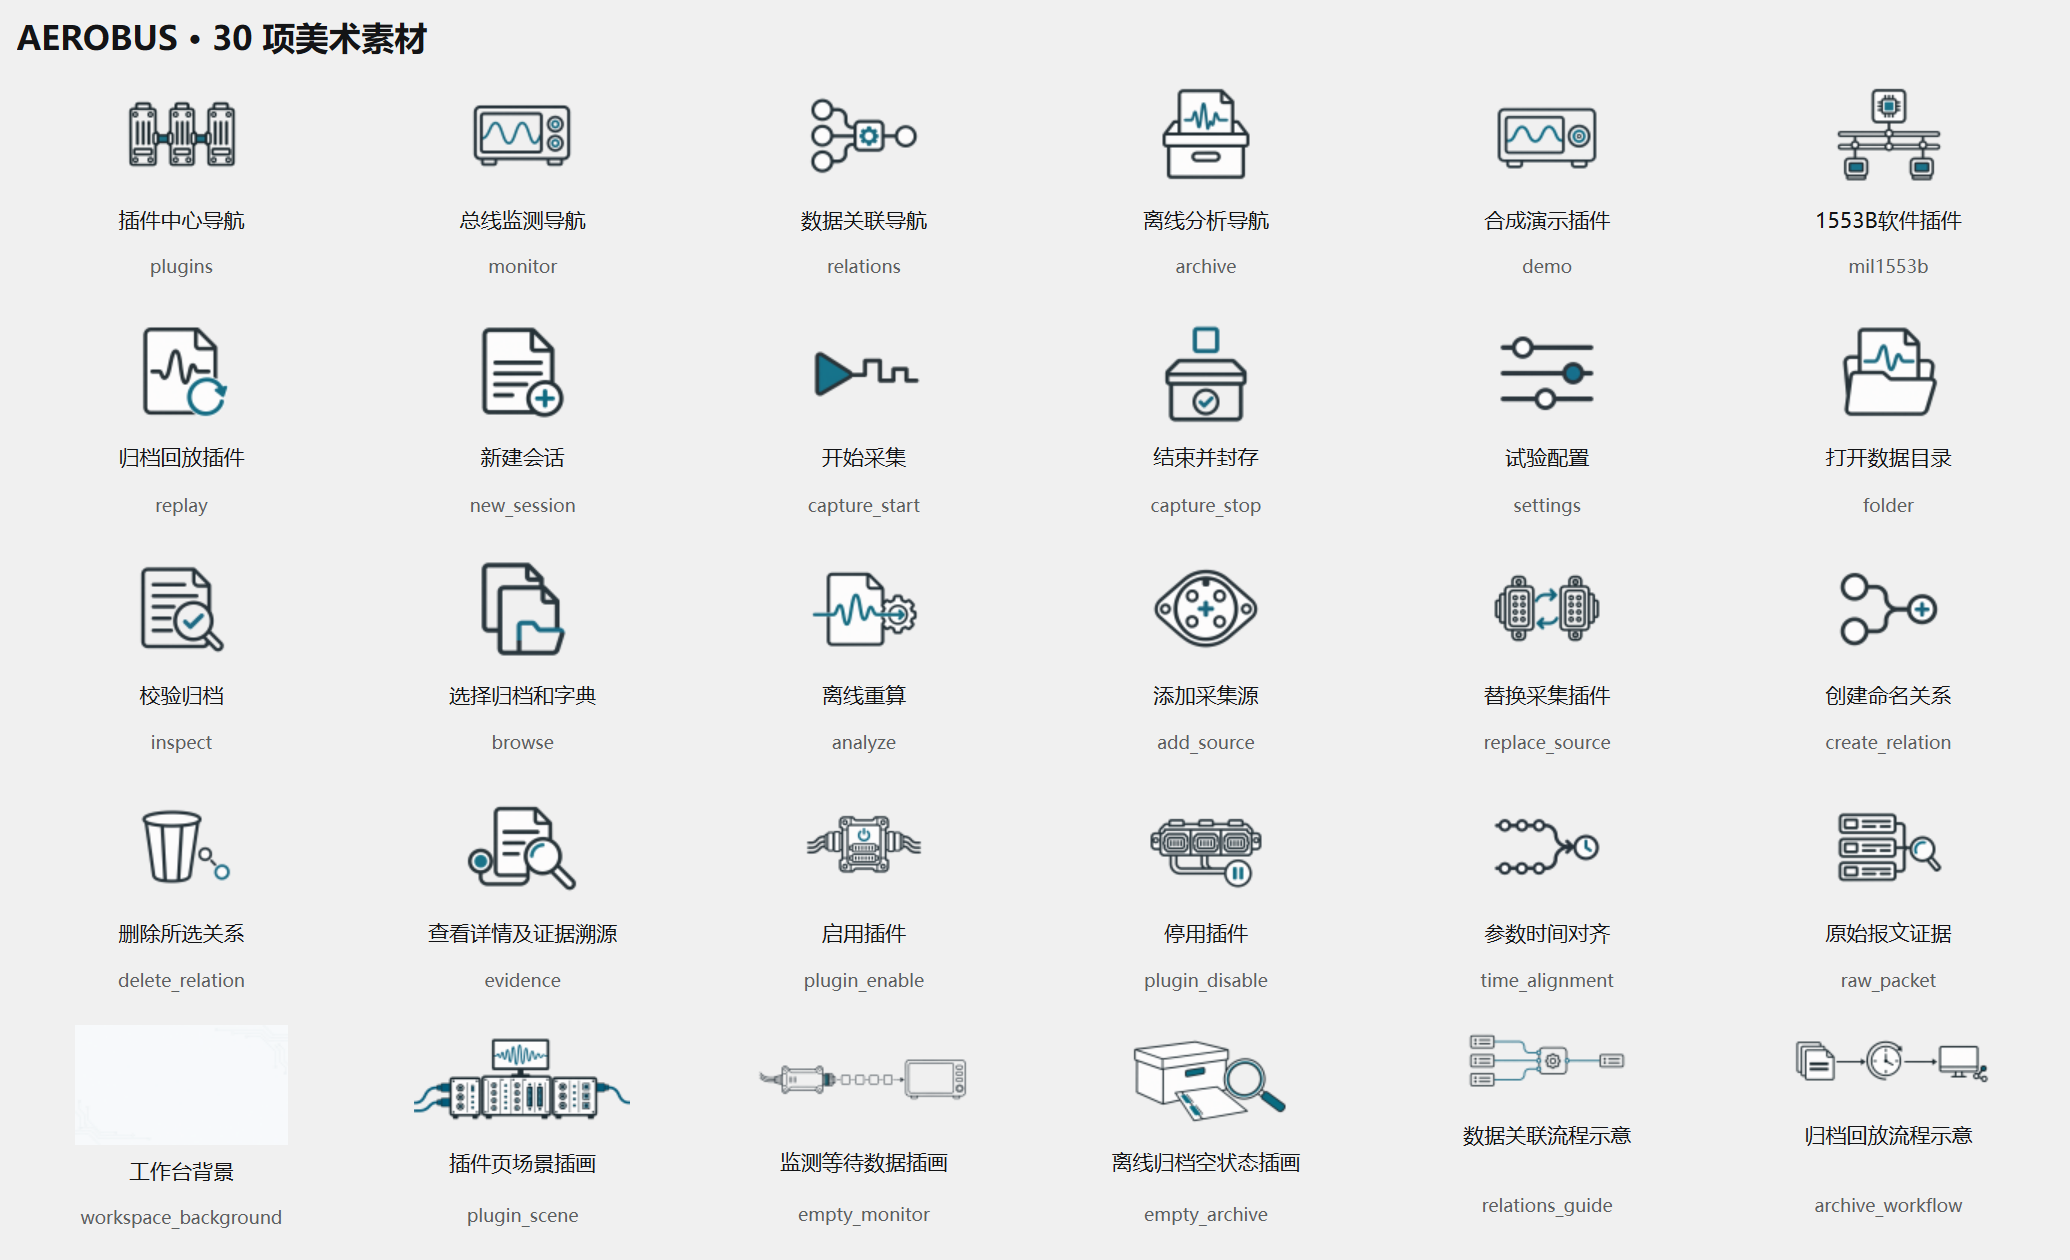 AEROBUS · 30 项美术素材
插件中心导航
总线监测导航
数据关联导航
离线分析导航
合成演示插件
1553B软件插件
plugins
monitor
relations
archive
demo
mil1553b
归档回放插件
新建会话
开始采集
结束并封存
试验配置
打开数据目录
replay
new_session
capture_start
capture_stop
settings
folder
校验归档
选择归档和字典
离线重算
添加采集源
替换采集插件
创建命名关系
inspect
browse
analyze
add_source
replace_source
create_relation
删除所选关系
查看详情及证据溯源
启用插件
停用插件
参数时间对齐
原始报文证据
delete_relation
evidence
plugin_enable
plugin_disable
time_alignment
raw_packet
工作台背景
插件页场景插画
监测等待数据插画
离线归档空状态插画
数据关联流程示意
归档回放流程示意
workspace_background
plugin_scene
empty_monitor
empty_archive
relations_guide
archive_workflow